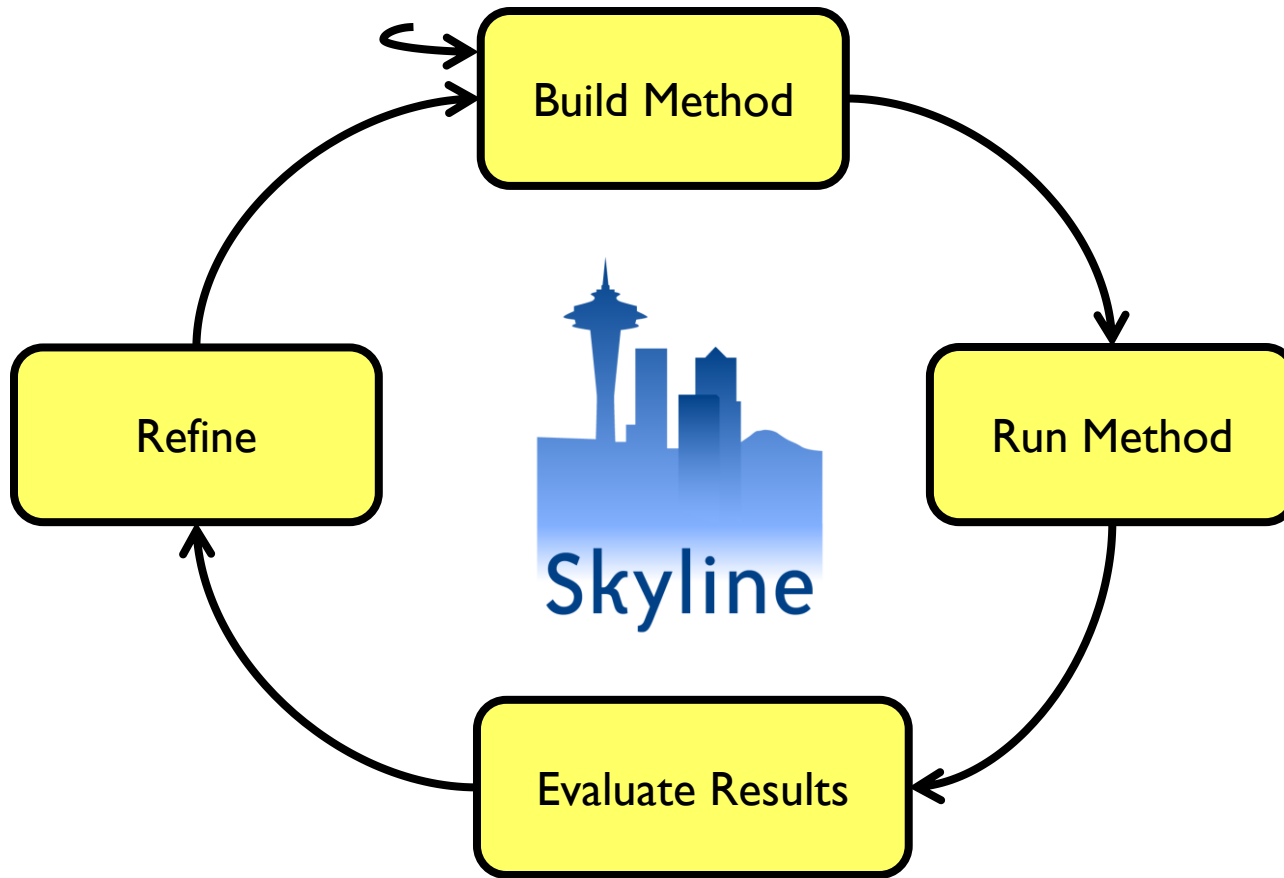 Build Method
Refine
Run Method
Skyline
Evaluate Results